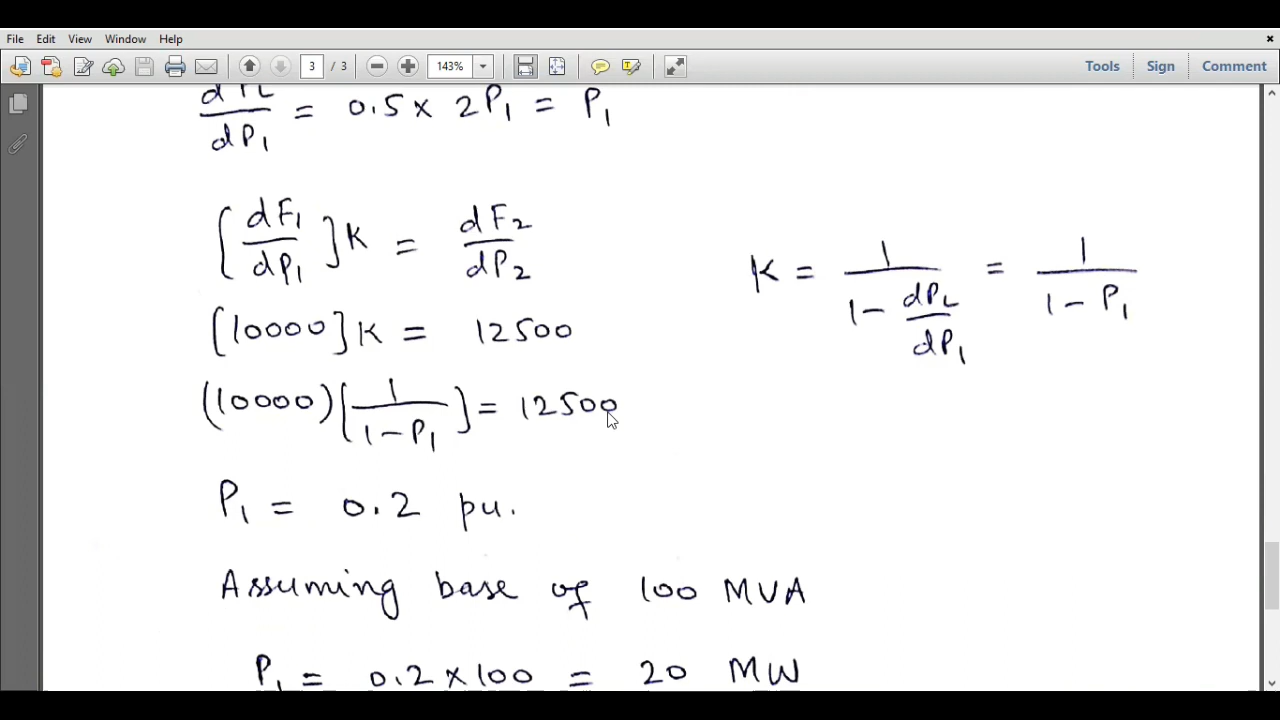 File Edit View Window Help
3 / 3 143% Tools Sign Comment
dPL/dP1 = 0.5 × 2P1 = P1
[dF1/dP1]K = dF2/dP2
K = 1/(1 - dPL/dP1) = 1/(1 - P1)
[10000]K = 12500
(10000)[1/(1-P1)] = 12500
P1 = 0.2 pu.
Assuming base of 100 MVA
P1 = 0.2 × 100 = 20 MW